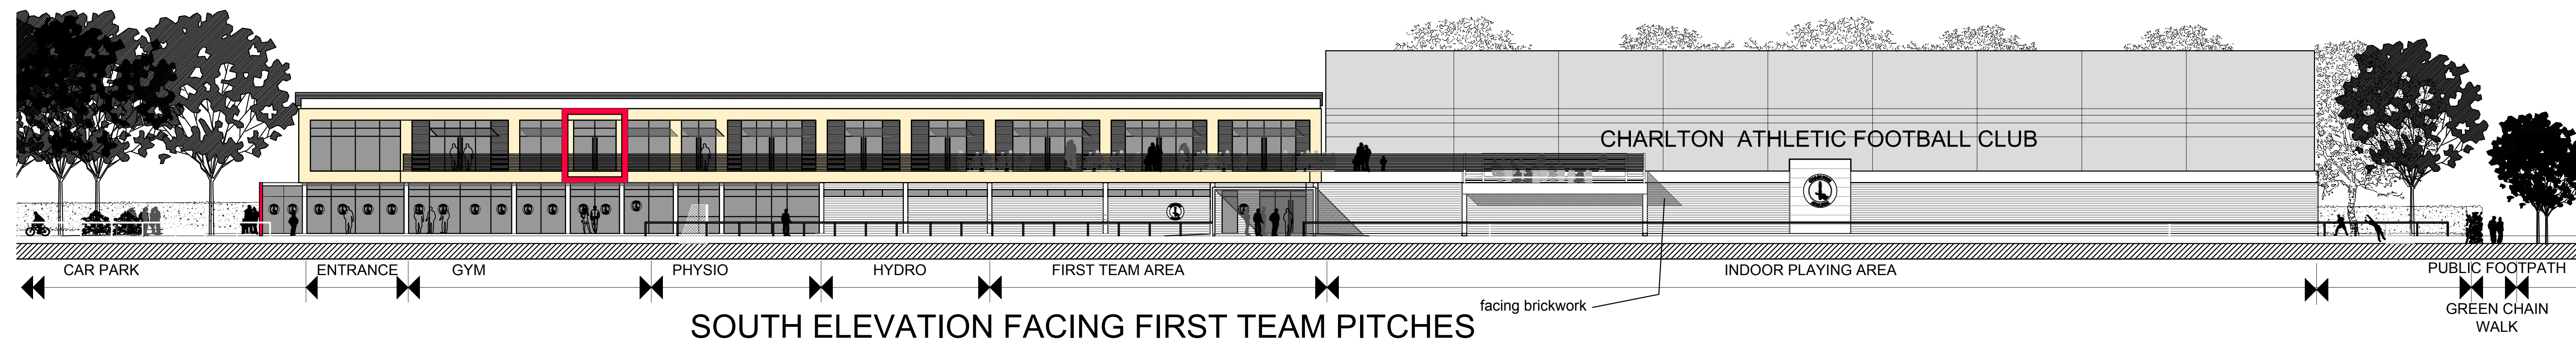 CHARLTON ATHLETIC FOOTBALL CLUB
CAR PARK
ENTRANCE
GYM
PHYSIO
HYDRO
FIRST TEAM AREA
INDOOR PLAYING AREA
PUBLIC FOOTPATH
facing brickwork
GREEN CHAIN
WALK
SOUTH ELEVATION FACING FIRST TEAM PITCHES